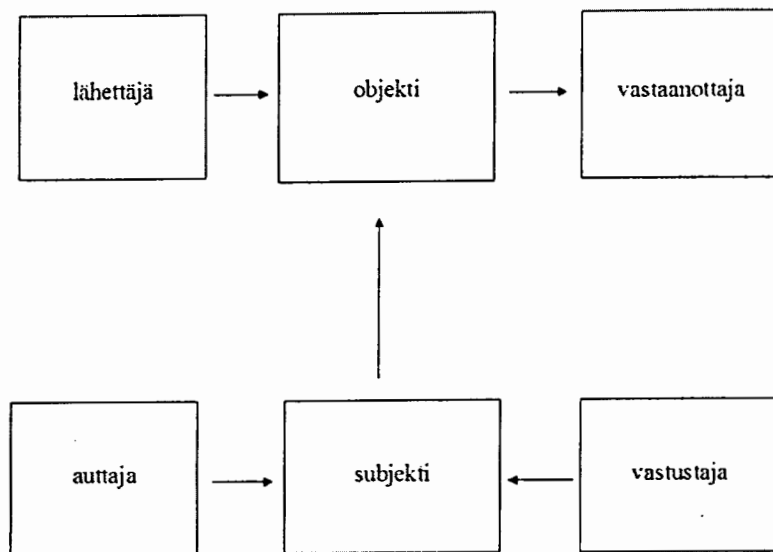 lähettäjä
objekti
vastaanottaja
auttaja
subjekti
vastustaja